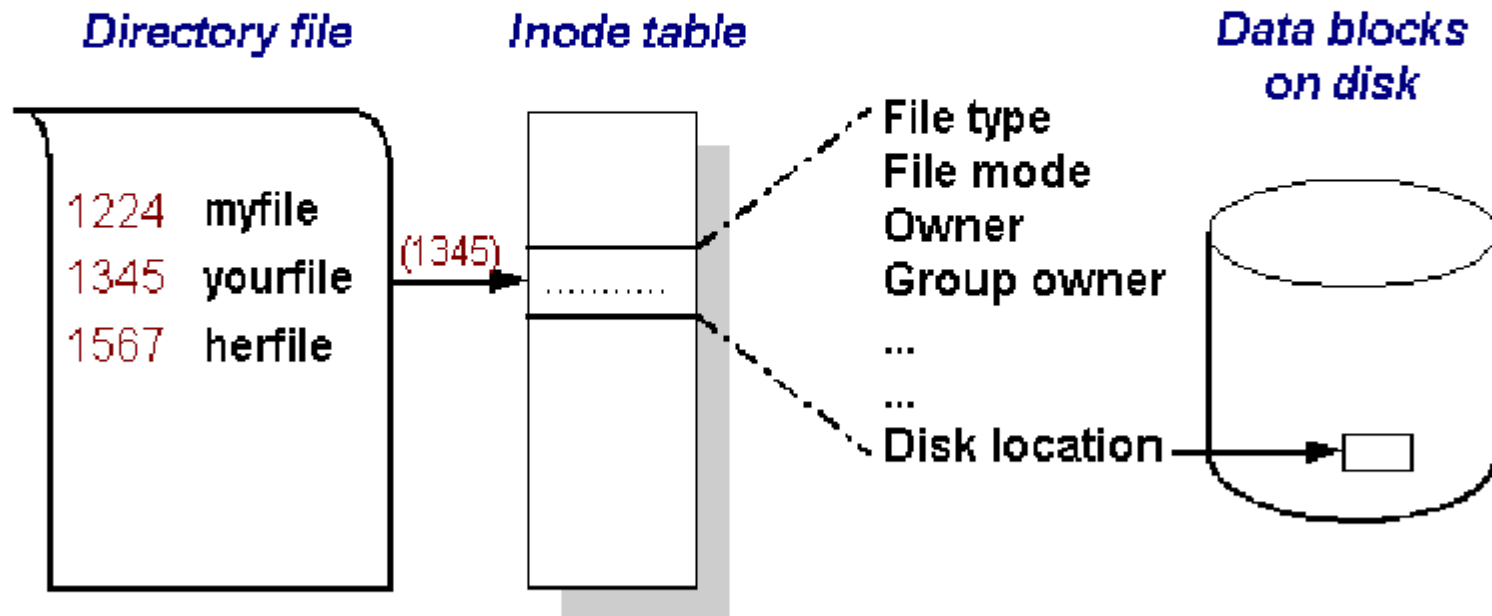 Directory file
Inode table
Data blocks
on disk
1224 myfile
1345 yourfile
1567 herfile
(1345)
...........
File type
File mode
Owner
Group owner
...
...
Disk location